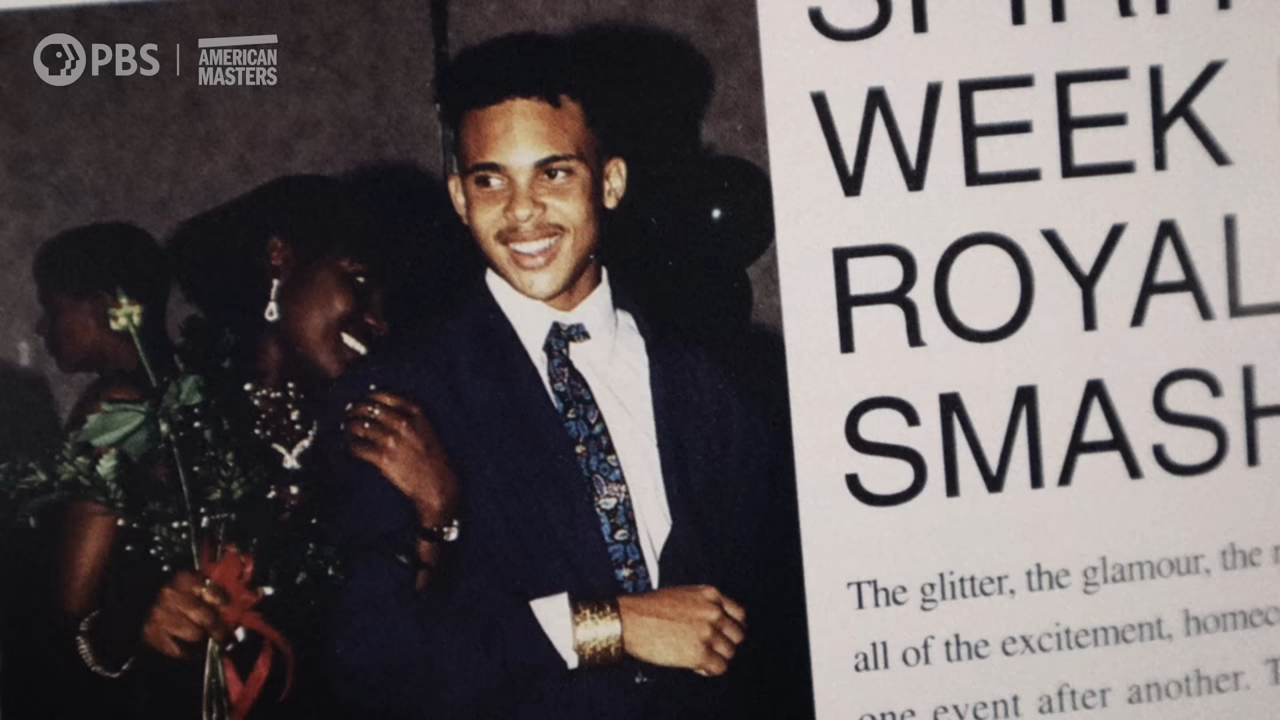 PBS
AMERICAN
MASTERS
WEEK
ROYAL
SMASH
The glitter, the glamour, the
all of the excitement,
one event after another.